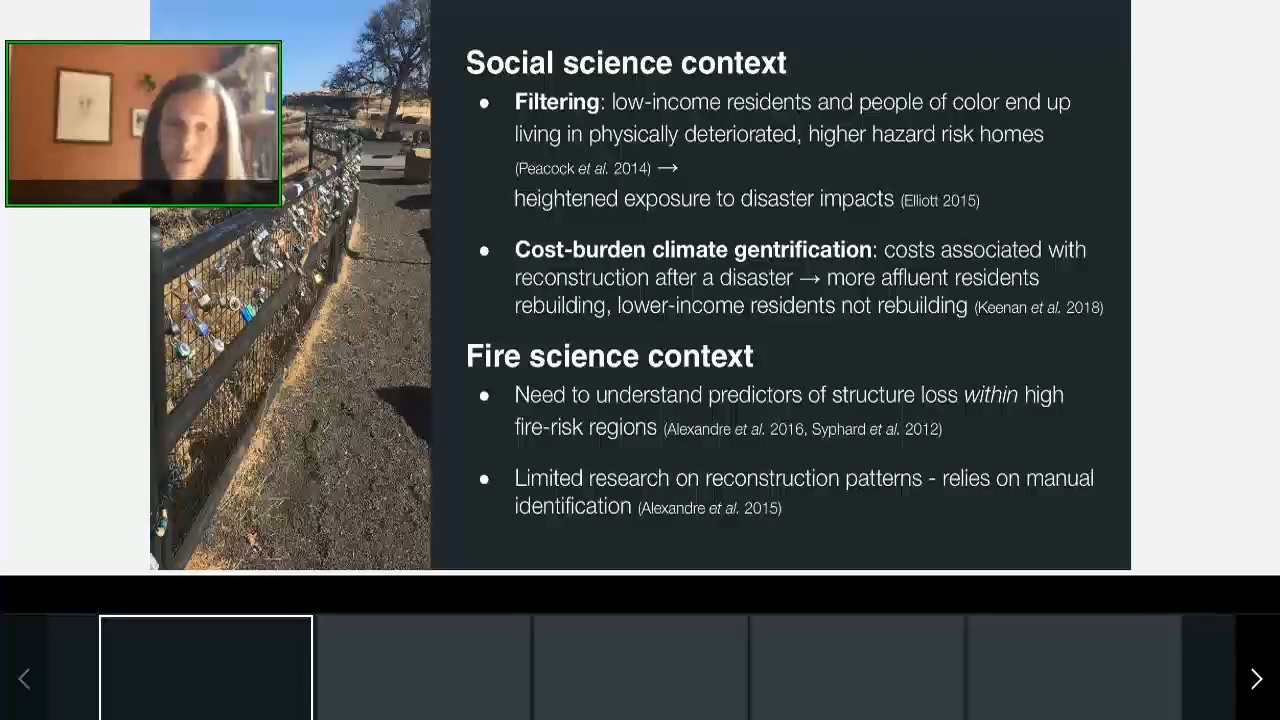 Social science context
● Filtering: low-income residents and people of color end up
living in physically deteriorated, higher hazard risk homes
(Peacock et al. 2014) →
heightened exposure to disaster impacts (Elliott 2015)
● Cost-burden climate gentrification: costs associated with
reconstruction after a disaster → more affluent residents
rebuilding, lower-income residents not rebuilding (Keenan et al. 2018)
Fire science context
● Need to understand predictors of structure loss within high
fire-risk regions (Alexandre et al. 2016, Syphard et al. 2012)
● Limited research on reconstruction patterns - relies on manual
identification (Alexandre et al. 2015)